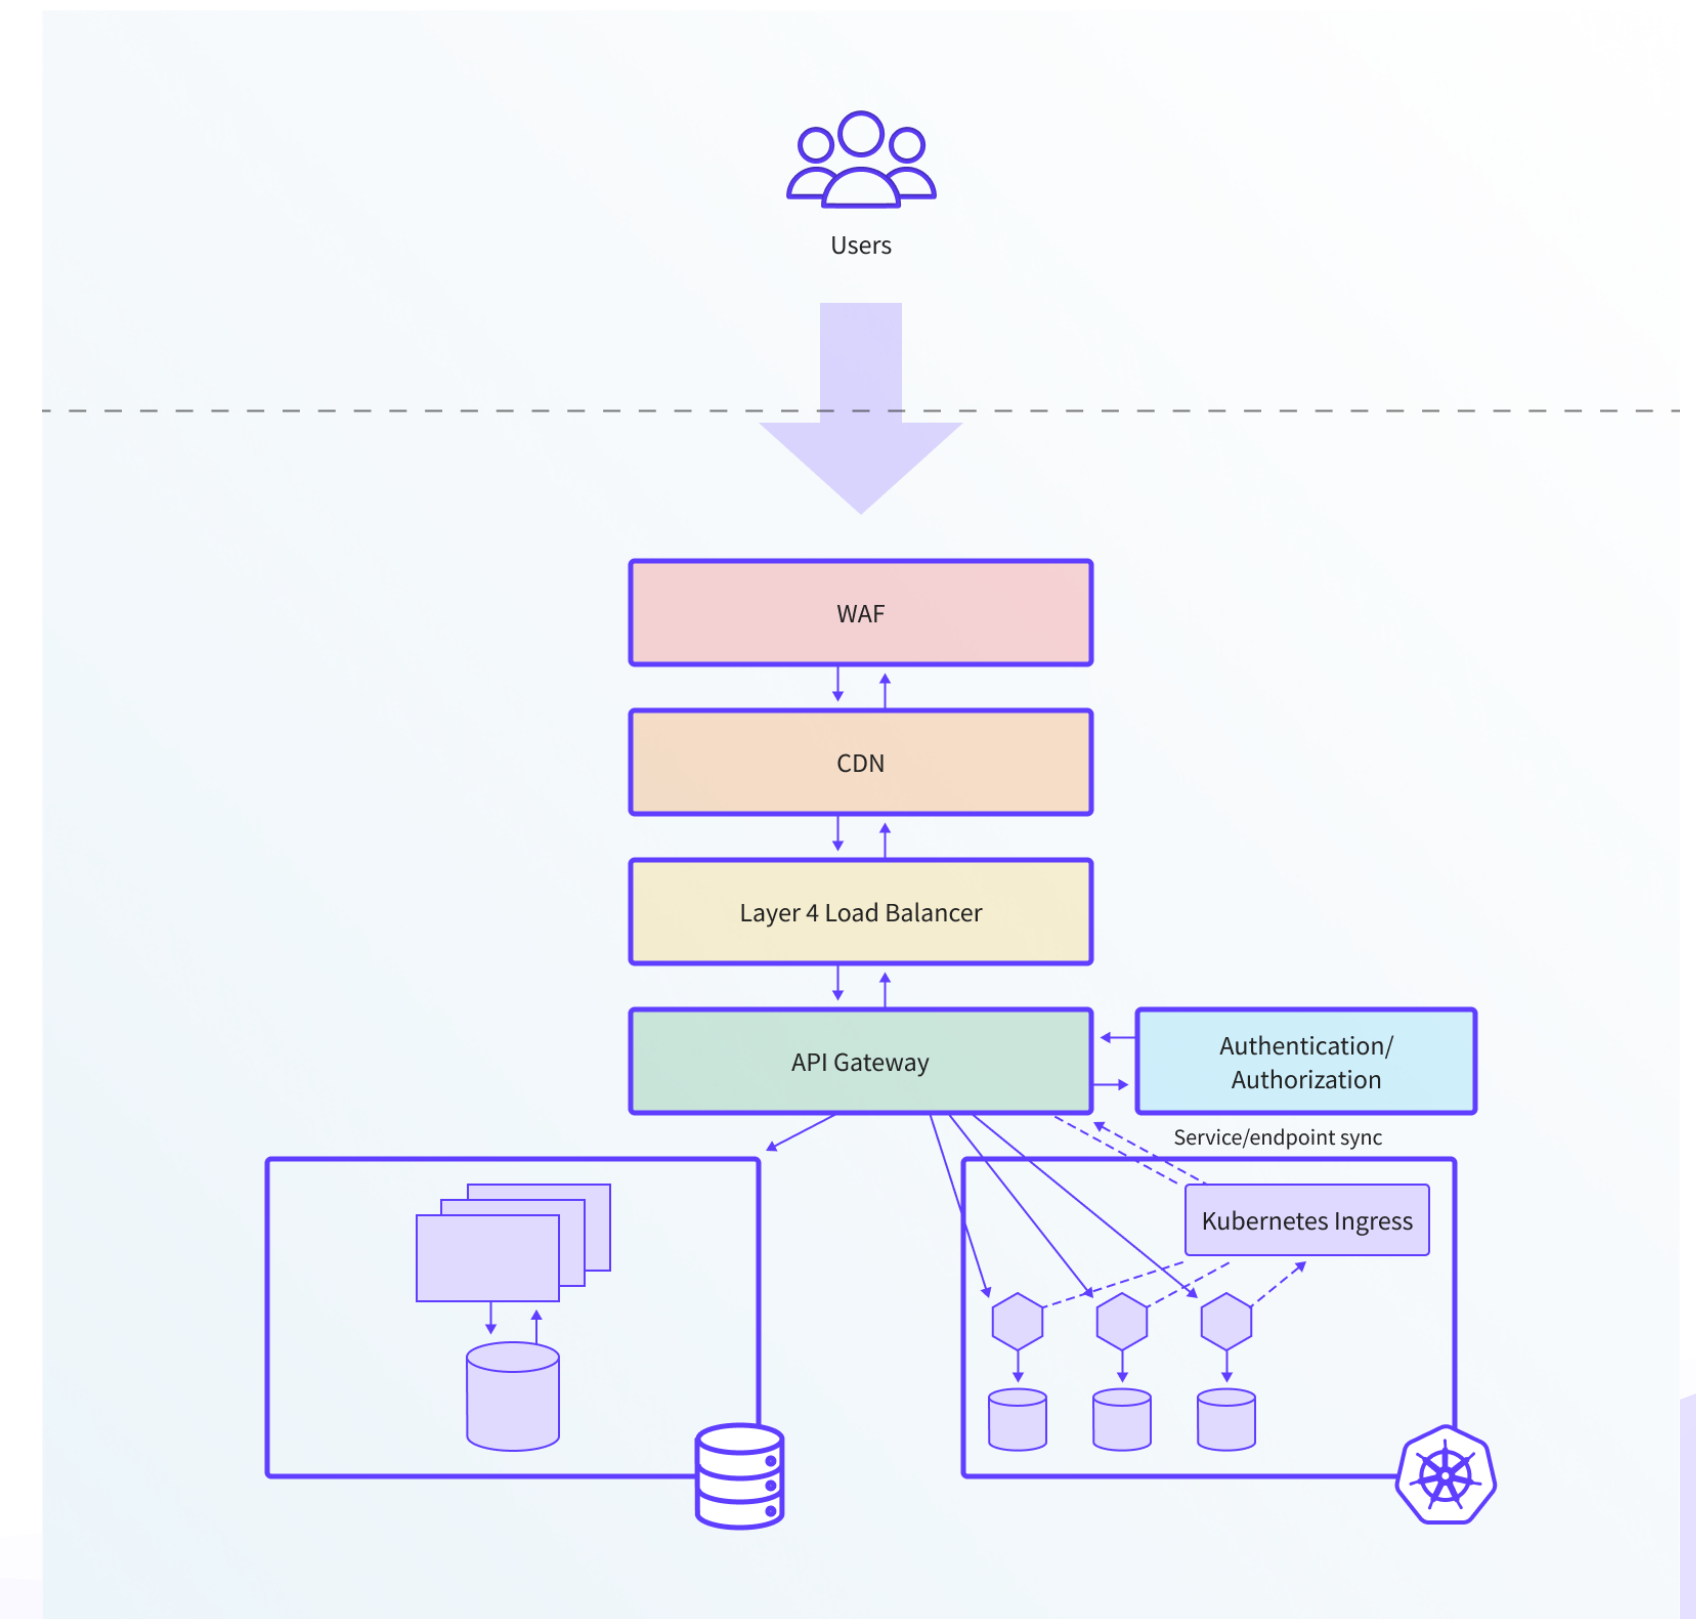 Users
WAF
CDN
Layer 4 Load Balancer
API Gateway
Authentication/
Authorization
Service/endpoint sync
Kubernetes Ingress